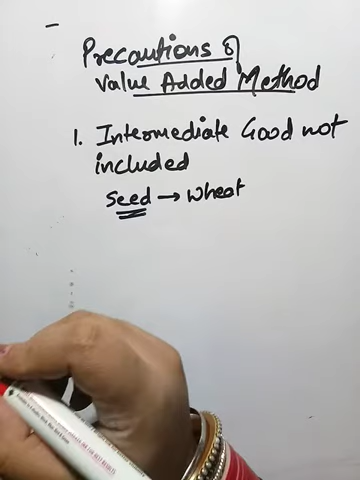 Precautions of
Value Added Method
1. Intermediate Good not
included
Seed → Wheat